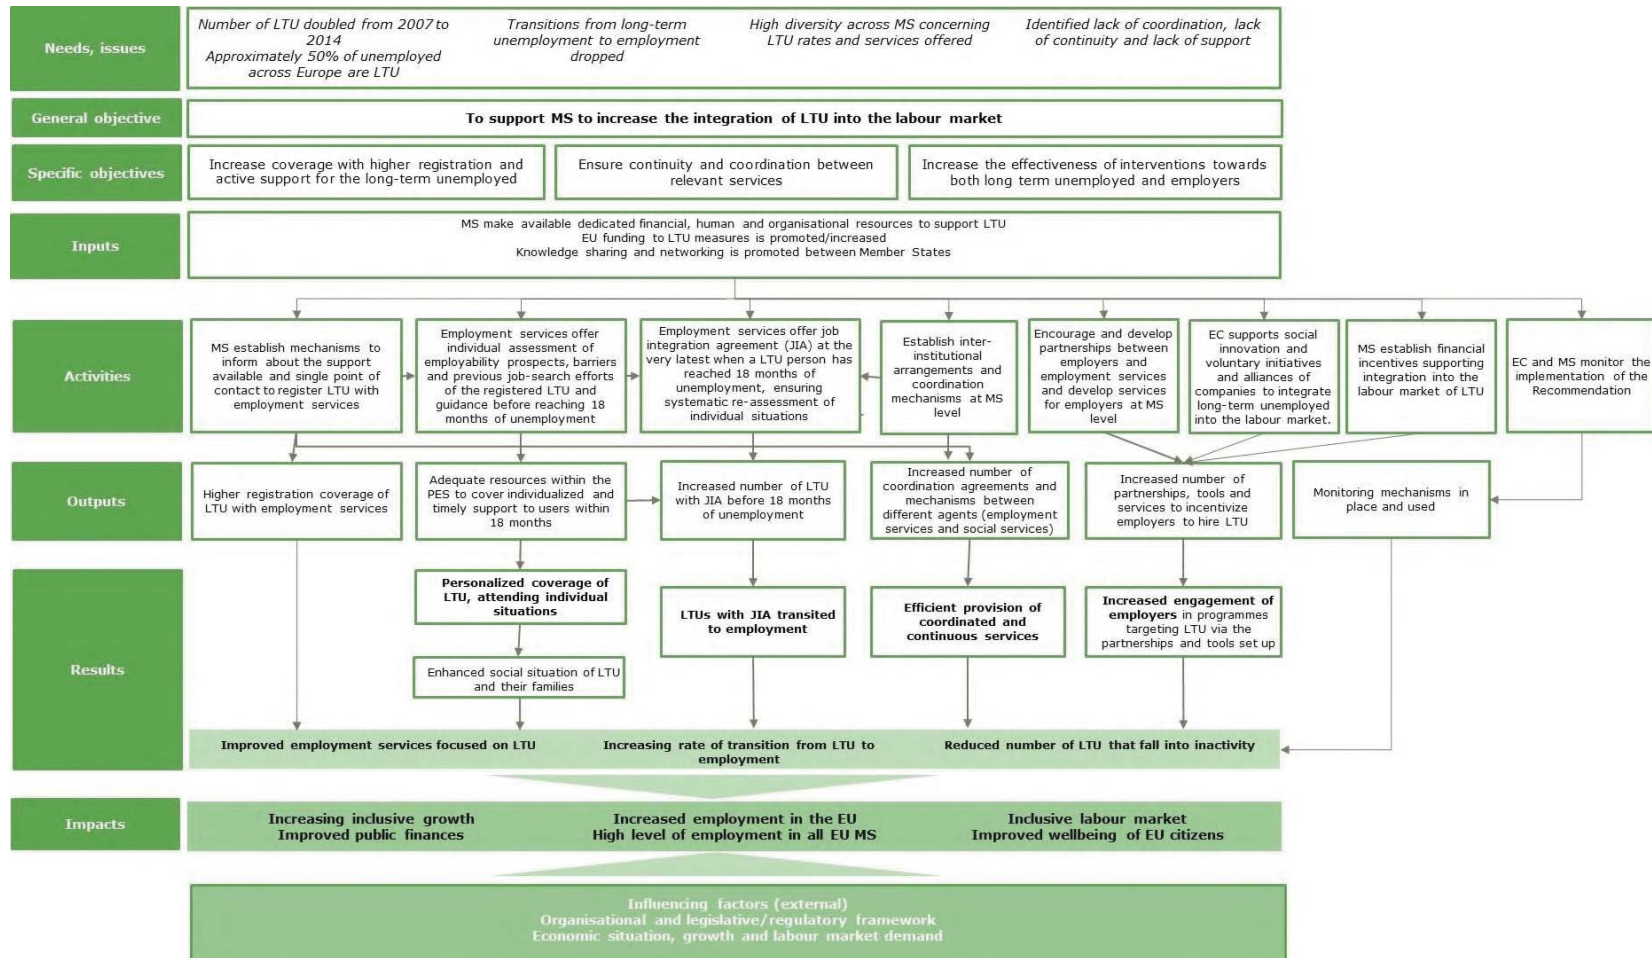 Needs, issues
Number of LTU doubled from 2007 to
2014
Approximately 50% of unemployed
across Europe are LTU
Transitions from long-term
unemployment to employment
dropped
High diversity across MS concerning
LTU rates and services offered
Identified lack of coordination, lack
of continuity and lack of support
General objective
To support MS to increase the integration of LTU into the labour market
Specific objectives
Increase coverage with higher registration and
active support for the long-term unemployed
Ensure continuity and coordination between
relevant services
Increase the effectiveness of interventions towards
both long term unemployed and employers
Inputs
MS make available dedicated financial, human and organisational resources to support LTU
EU funding to LTU measures is promoted/increased
Knowledge sharing and networking is promoted between Member States
Activities
MS establish mechanisms to
inform about the support
available and single point of
contact to register LTU with
employment services
Employment services offer
individual assessment of
employability prospects, barriers
and previous job-search efforts
of the registered LTU and
guidance before reaching 18
months of unemployment
Employment services offer job
integration agreement (JIA) at the
very latest when a LTU person has
reached 18 months of
unemployment, ensuring
systematic re-assessment of
individual situations
Establish inter-
institutional
arrangements and
coordination
mechanisms at MS
level
Encourage and develop
partnerships between
employers and
employment services
and develop services
for employers at MS
level
EC supports social
innovation and
voluntary initiatives
and alliances of
companies to integrate
long-term unemployed
into the labour market.
MS establish financial
incentives supporting
integration into the
labour market of LTU
EC and MS monitor the
implementation of the
Recommendation
Outputs
Higher registration coverage of
LTU with employment services
Adequate resources within the
PES to cover individualized and
timely support to users within
18 months
Increased number of LTU
with JIA before 18 months
of unemployment
Increased number of
coordination agreements and
mechanisms between
different agents (employment
services and social services)
Increased number of
partnerships, tools and
services to incentivize
employers to hire LTU
Monitoring mechanisms in
place and used
Results
Personalized coverage of
LTU, attending individual
situations
LTUs with JIA transited
to employment
Efficient provision of
coordinated and
continuous services
Increased engagement of
employers in programmes
targeting LTU via the
partnerships and tools set up
Enhanced social situation of LTU
and their families
Improved employment services focused on LTU
Increasing rate of transition from LTU to
employment
Reduced number of LTU that fall into inactivity
Impacts
Increasing inclusive growth
Improved public finances
Increased employment in the EU
High level of employment in all EU MS
Inclusive labour market
Improved wellbeing of EU citizens
Influencing factors (external)
Organisational and legislative/regulatory framework
Economic situation, growth and labour market demand